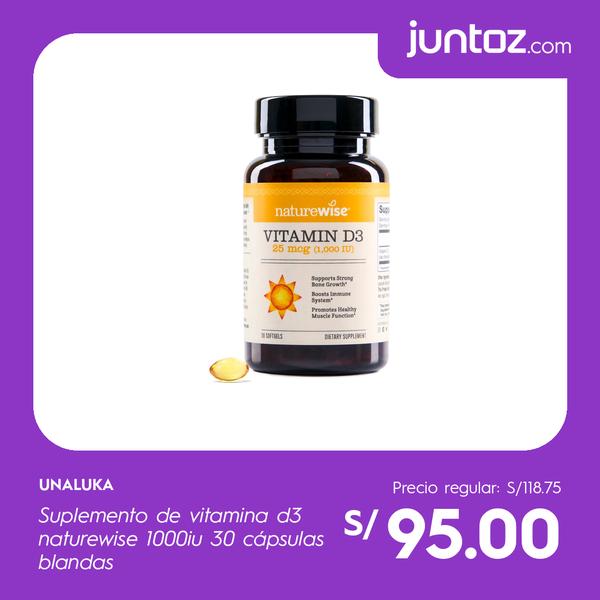 juntoz.com
naturewise®
VITAMIN D3
25 mcg (1,000 IU)
Supports Strong
Bone Growth*
Boosts Immune
System*
Promotes Healthy
Muscle Function*
SOFTGELS
DIETARY SUPPLEMENT
UNALUKA
Suplemento de vitamina d3
naturewise 1000iu 30 cápsulas
blandas
Precio regular: S/118.75
S/ 95.00